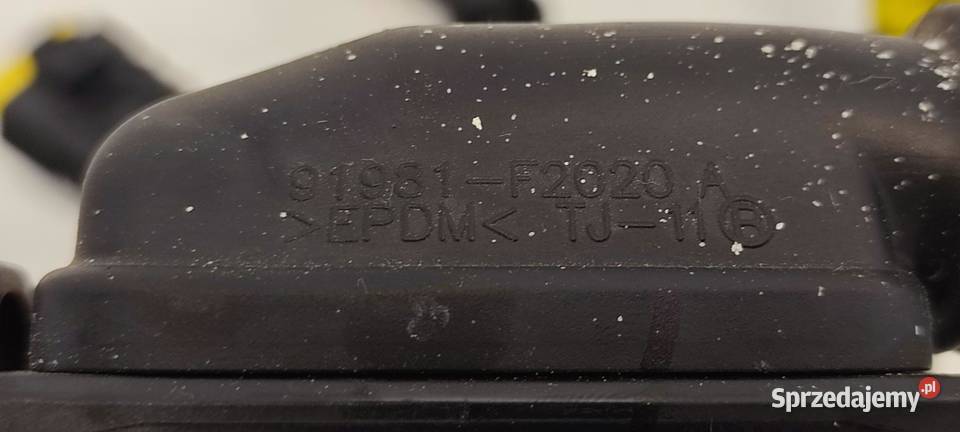 91981-F2020 A
>EPDM< TJ-11 R
Sprzedajemy.pl